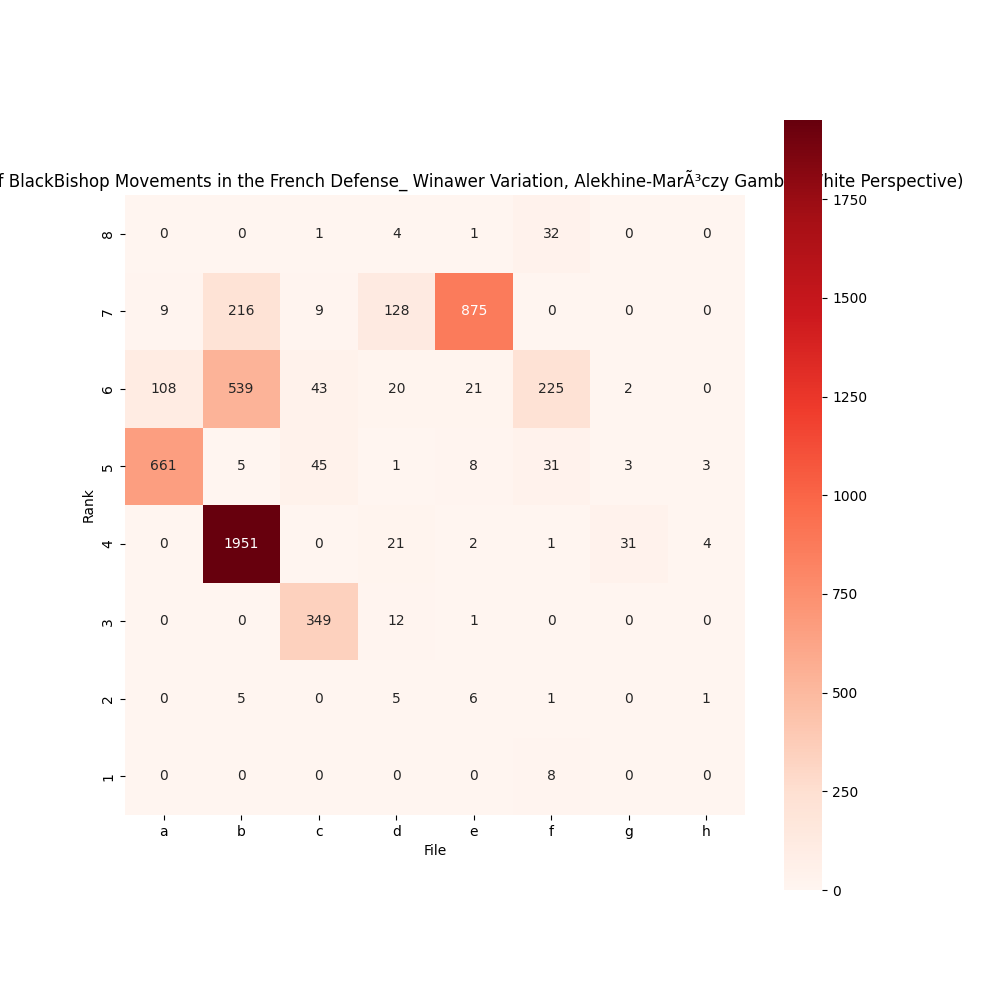 f BlackBishop Movements in the French Defense_ Winawer Variation, Alekhine-MarÃ³czy Gamb hite Perspective)
8 0 0 1 4 1 32 0 0
7 9 216 9 128 875 0 0 0
6 108 539 43 20 21 225 2 0
5 661 5 45 1 8 31 3 3
4 0 1951 0 21 2 1 31 4
3 0 0 349 12 1 0 0 0
2 0 5 0 5 6 1 0 1
1 0 0 0 0 0 8 0 0
a b c d e f g h
Rank
File
1750
1500
1250
1000
750
500
250
0